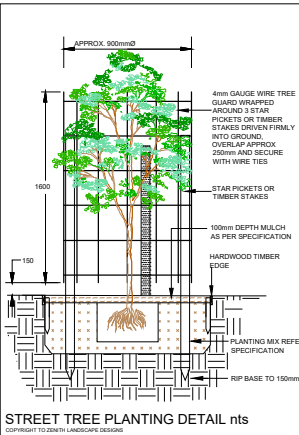 APPROX. 900mmØ
4mm GAUGE WIRE TREE
GUARD WRAPPED
AROUND 3 STAR
PICKETS OR TIMBER
STAKES DRIVEN FIRMLY
INTO GROUND,
OVERLAP APPROX
250mm AND SECURE
WITH WIRE TIES
1600
STAR PICKETS OR
TIMBER STAKES
100mm DEPTH MULCH
AS PER SPECIFICATION
150
HARDWOOD TIMBER
EDGE
PLANTING MIX REFE
SPECIFICATION
RIP BASE TO 150mm
STREET TREE PLANTING DETAIL nts
COPYRIGHT TO ZENITH LANDSCAPE DESIGNS